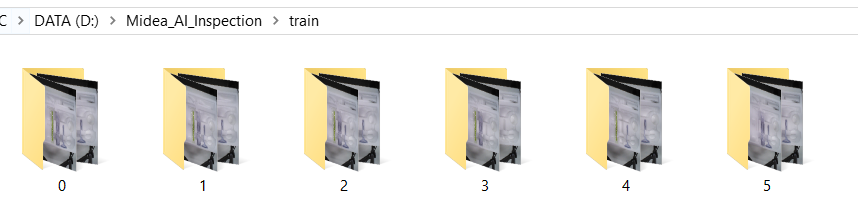 C > DATA (D:) > Midea_AI_Inspection > train
0 1 2 3 4 5